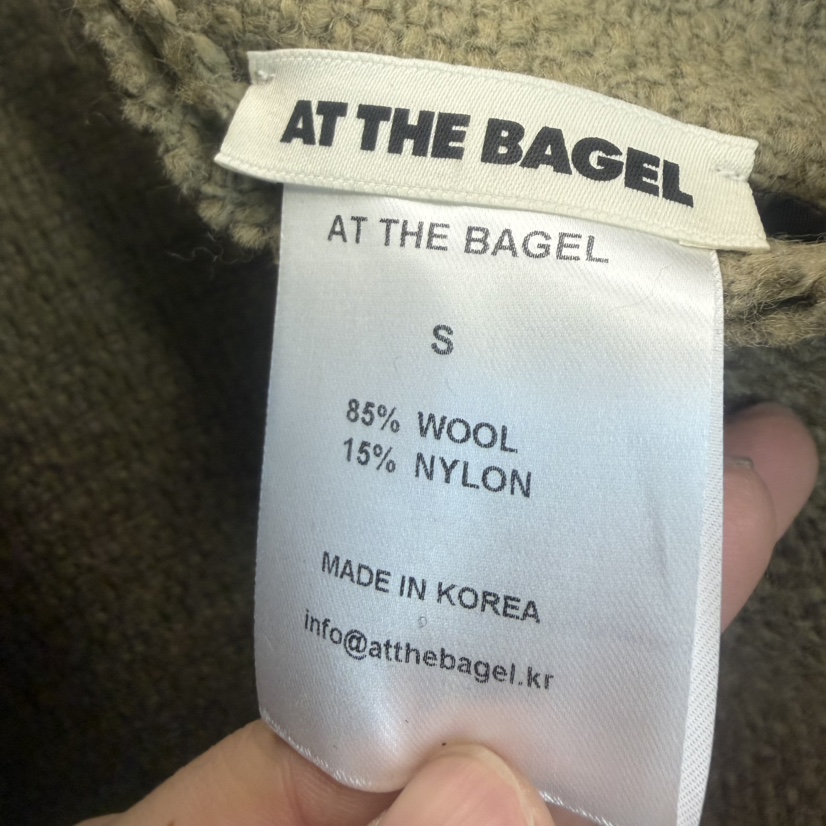 AT THE BAGEL
AT THE BAGEL
S
85% WOOL
15% NYLON
MADE IN KOREA
info@atthebagel.kr